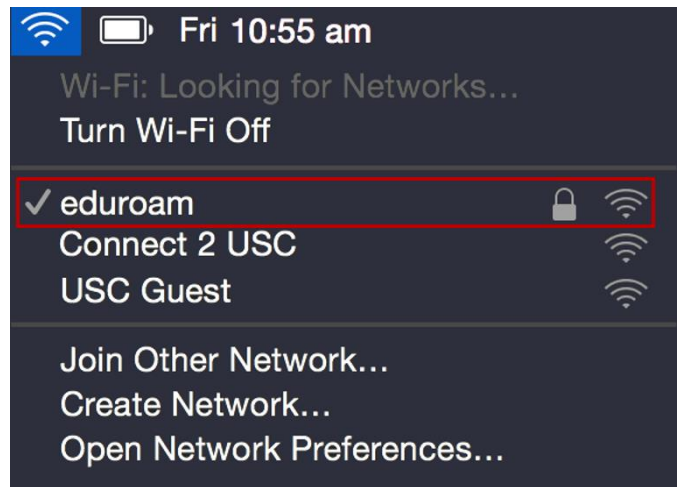 Fri 10:55 am
Wi-Fi: Looking for Networks...
Turn Wi-Fi Off
eduroam
Connect 2 USC
USC Guest
Join Other Network...
Create Network...
Open Network Preferences...